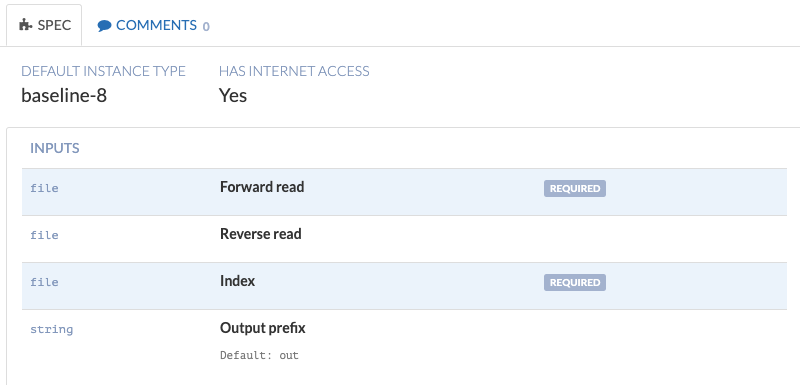 SPEC COMMENTS 0
DEFAULT INSTANCE TYPE HAS INTERNET ACCESS
baseline-8 Yes
INPUTS
file Forward read REQUIRED
file Reverse read
file Index REQUIRED
string Output prefix
Default: out